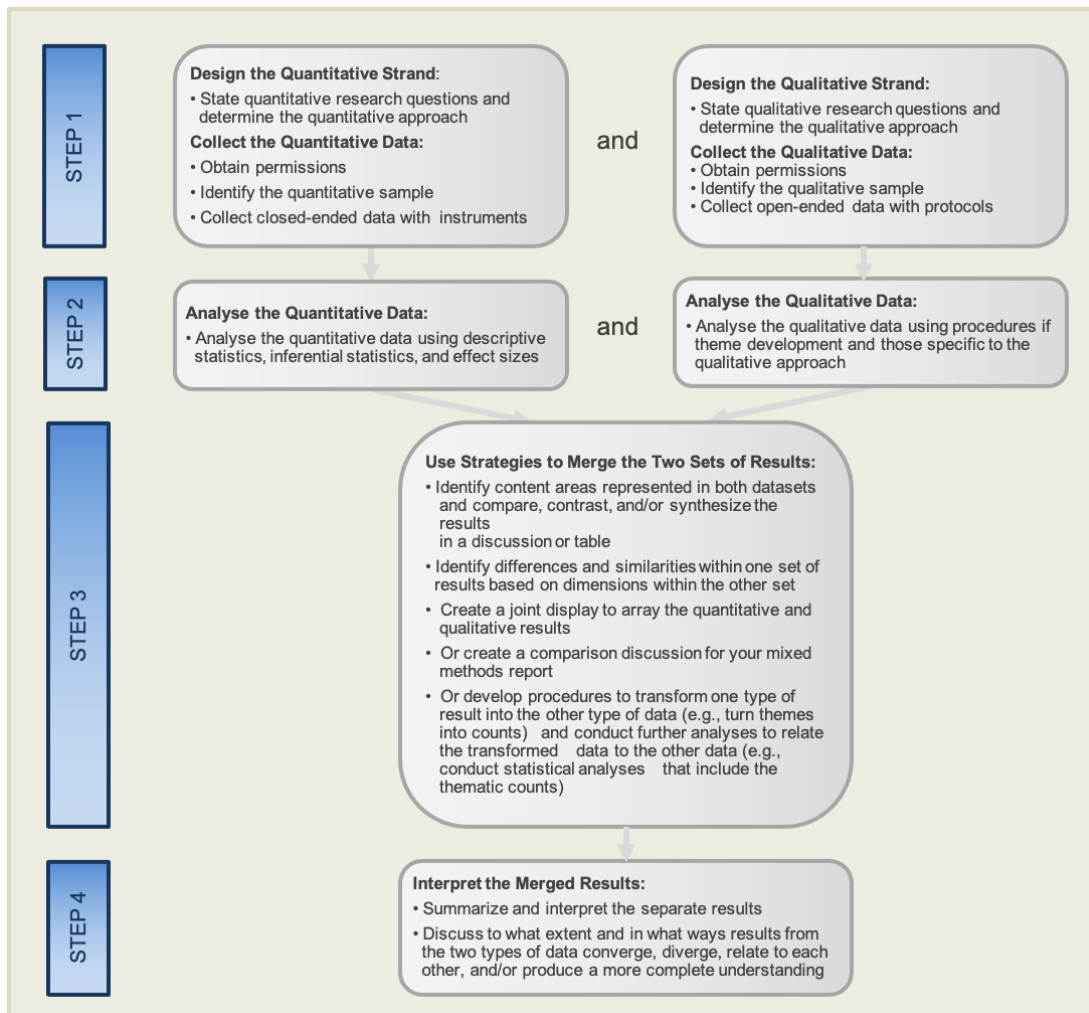 STEP 1
Design the Quantitative Strand:
• State quantitative research questions and
determine the quantitative approach
Collect the Quantitative Data:
• Obtain permissions
• Identify the quantitative sample
• Collect closed-ended data with instruments
and
Design the Qualitative Strand:
• State qualitative research questions and
determine the qualitative approach
Collect the Qualitative Data:
• Obtain permissions
• Identify the qualitative sample
• Collect open-ended data with protocols
STEP 2
Analyse the Quantitative Data:
• Analyse the quantitative data using descriptive
statistics, inferential statistics, and effect sizes
and
Analyse the Qualitative Data:
• Analyse the qualitative data using procedures if
theme development and those specific to the
qualitative approach
STEP 3
Use Strategies to Merge the Two Sets of Results:
• Identify content areas represented in both datasets
and compare, contrast, and/or synthesize the
results
in a discussion or table
• Identify differences and similarities within one set of
results based on dimensions within the other set
• Create a joint display to array the quantitative and
qualitative results
• Or create a comparison discussion for your mixed
methods report
• Or develop procedures to transform one type of
result into the other type of data (e.g., turn themes
into counts) and conduct further analyses to relate
the transformed data to the other data (e.g.,
conduct statistical analyses that include the
thematic counts)
STEP 4
Interpret the Merged Results:
• Summarize and interpret the separate results
• Discuss to what extent and in what ways results from
the two types of data converge, diverge, relate to each
other, and/or produce a more complete understanding